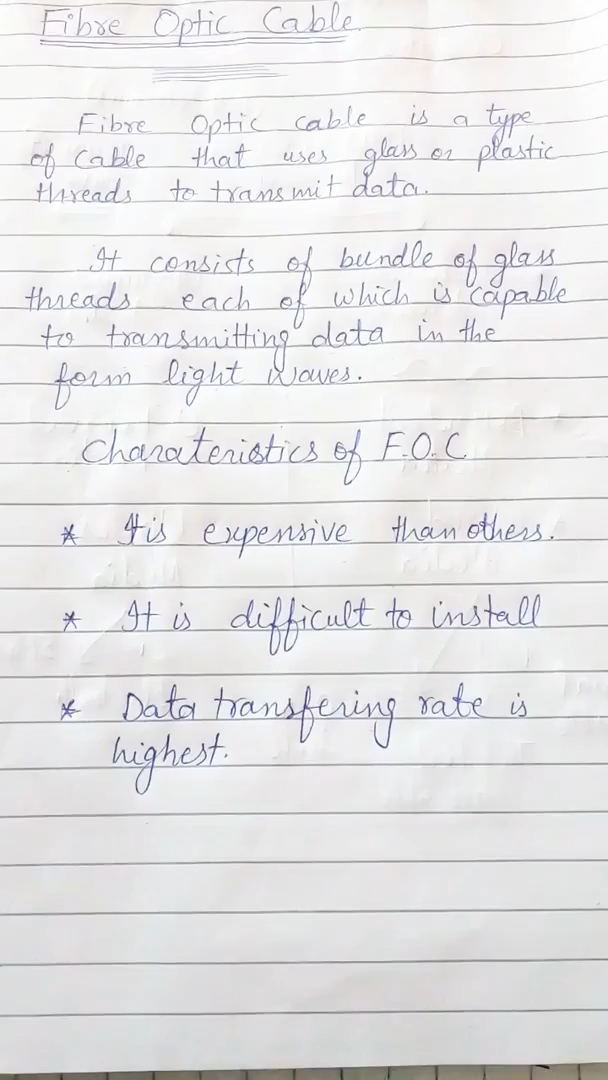 Fibre Optic Cable
Fibre Optic cable is a type
of Cable that uses glass or plastic
threads to transmit data.
It consists of bundle of glass
threads each of which is capable
to transmitting data in the
form light waves.
Charateristics of F.O.C
* It is expensive than others.
* It is difficult to install
* Data transfering rate is
highest.